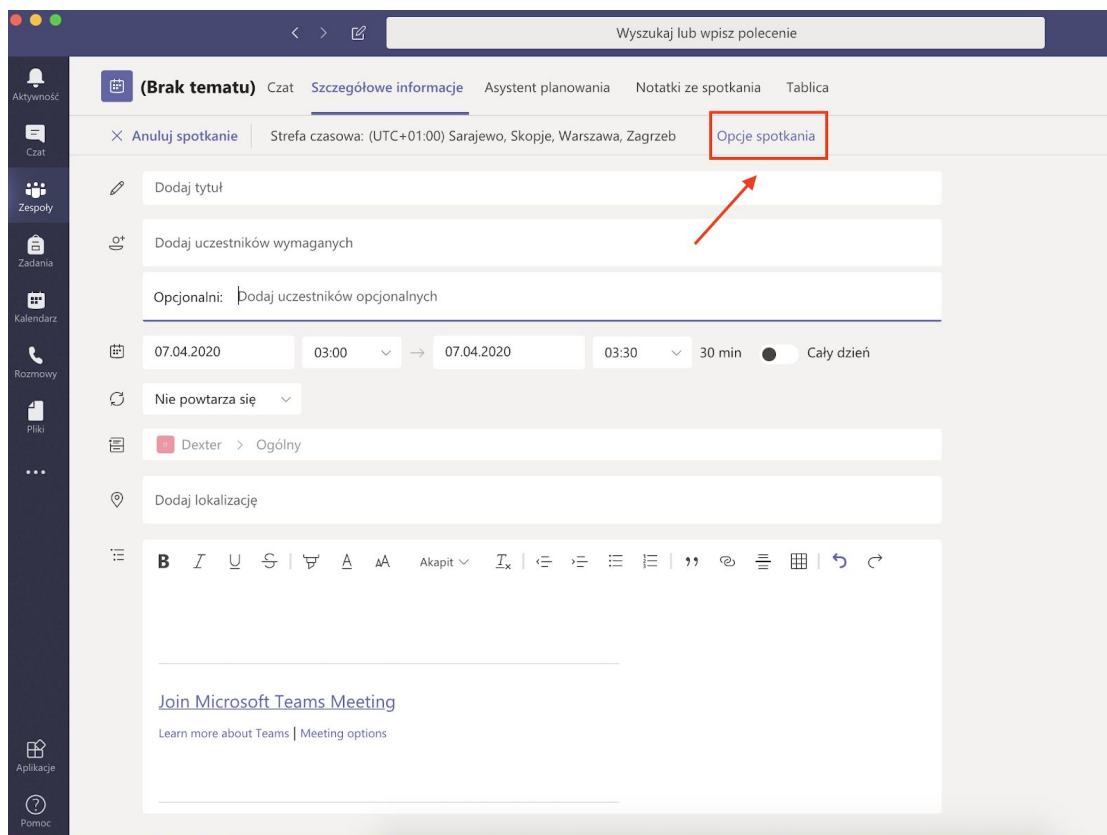 Wyszukaj lub wpisz polecenie
Aktywność
Czat
Zespoły
Zadania
Kalendarz
Rozmowy
Pliki
Aplikacje
Pomoc
(Brak tematu) Czat Szczegółowe informacje Asystent planowania Notatki ze spotkania Tablica
Anuluj spotkanie Strefa czasowa: (UTC+01:00) Sarajewo, Skopje, Warszawa, Zagrzeb Opcje spotkania
Dodaj tytuł
Dodaj uczestników wymaganych
Opcjonalni: Dodaj uczestników opcjonalnych
07.04.2020 03:00 → 07.04.2020 03:30 30 min Cały dzień
Nie powtarza się
Dexter > Ogólny
Dodaj lokalizację
B I U S A AA Akapit Tx
Join Microsoft Teams Meeting
Learn more about Teams | Meeting options